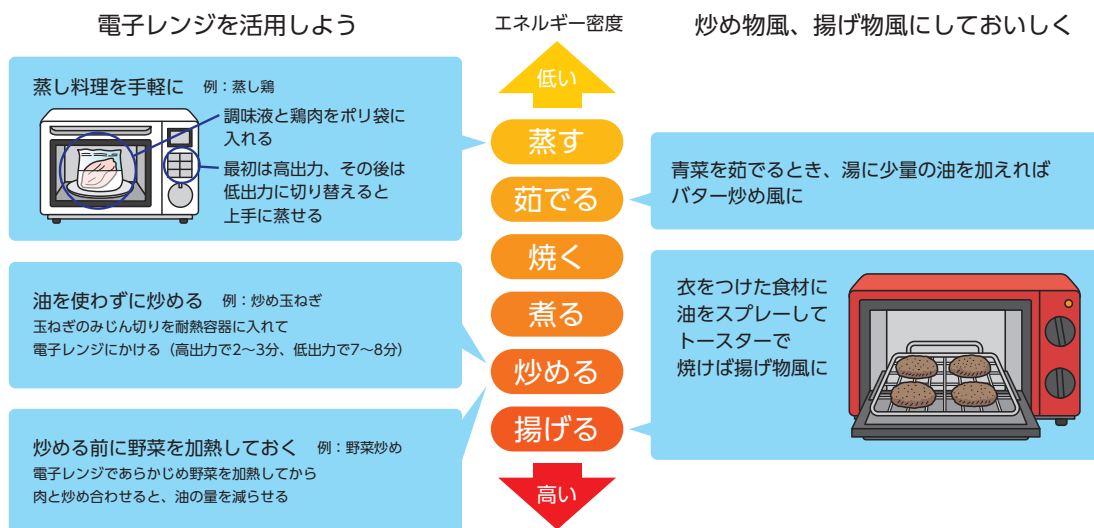 電子レンジを活用しよう
蒸し料理を手軽に 例：蒸し鶏
調味液と鶏肉をポリ袋に
入れる
最初は高出力、その後は
低出力に切り替えると
上手に蒸せる
油を使わずに炒める 例：炒め玉ねぎ
玉ねぎのみじん切りを耐熱容器に入れて
電子レンジにかける（高出力で2～3分、低出力で7～8分）
炒める前に野菜を加熱しておく 例：野菜炒め
電子レンジであらかじめ野菜を加熱してから
肉と炒め合わせると、油の量を減らせる
エネルギー密度
低い
蒸す
茹でる
焼く
煮る
炒める
揚げる
高い
炒め物風、揚げ物風にしておいしく
青菜を茹でるとき、湯に少量の油を加えれば
バター炒め風に
衣をつけた食材に
油をスプレーして
トースターで
焼けば揚げ物風に